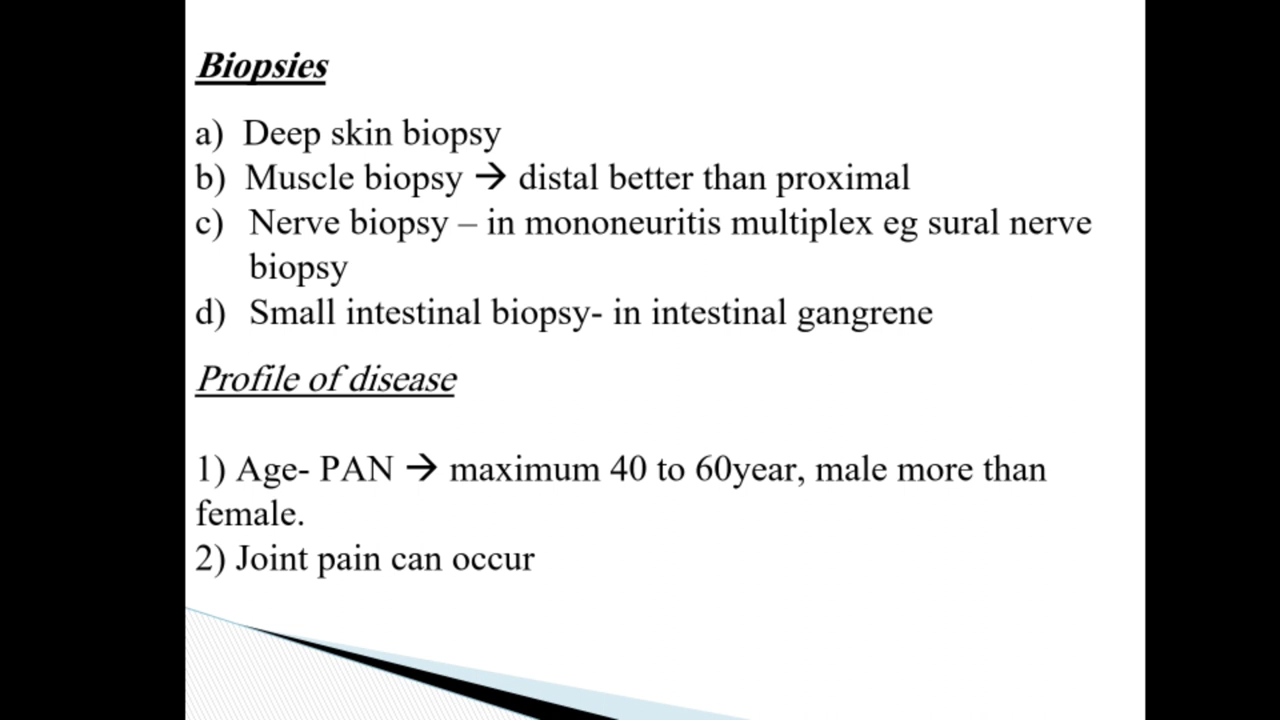 Biopsies
a) Deep skin biopsy
b) Muscle biopsy → distal better than proximal
c) Nerve biopsy – in mononeuritis multiplex eg sural nerve
biopsy
d) Small intestinal biopsy- in intestinal gangrene
Profile of disease
1) Age- PAN → maximum 40 to 60year, male more than
female.
2) Joint pain can occur